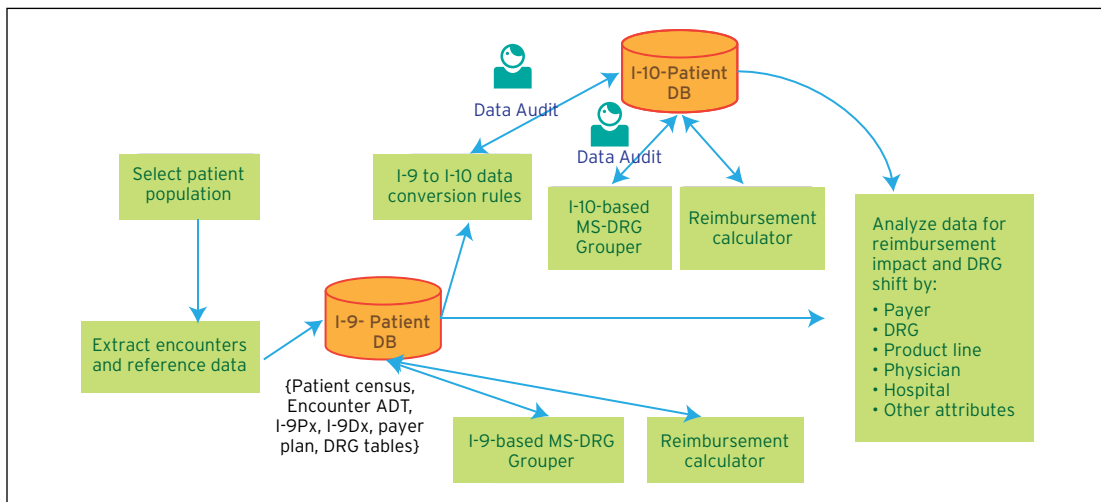 I-10-Patient
DB
Data Audit
Data Audit
Select patient
population
I-9 to I-10 data
conversion rules
I-10-based
MS-DRG
Grouper
Reimbursement
calculator
Analyze data for
reimbursement
impact and DRG
shift by:
• Payer
• DRG
• Product line
• Physician
• Hospital
• Other attributes
Extract encounters
and reference data
I-9- Patient
DB
{Patient census,
Encounter ADT,
I-9Px, I-9Dx, payer
plan, DRG tables}
I-9-based MS-DRG
Grouper
Reimbursement
calculator